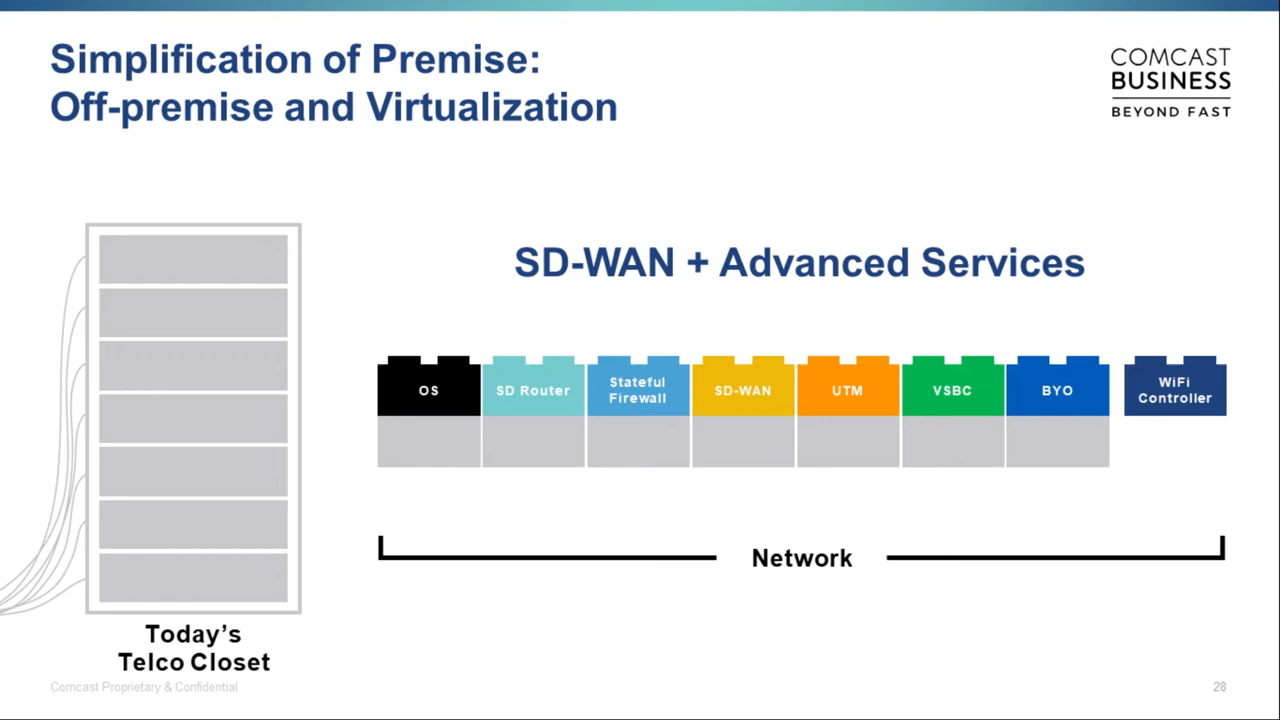 Simplification of Premise:
Off-premise and Virtualization
COMCAST
BUSINESS
BEYOND FAST
SD-WAN + Advanced Services
OS
SD Router
Stateful
Firewall
SD-WAN
UTM
VSBC
BYO
WiFi
Controller
Network
Today’s
Telco Closet
Comcast Proprietary & Confidential
28